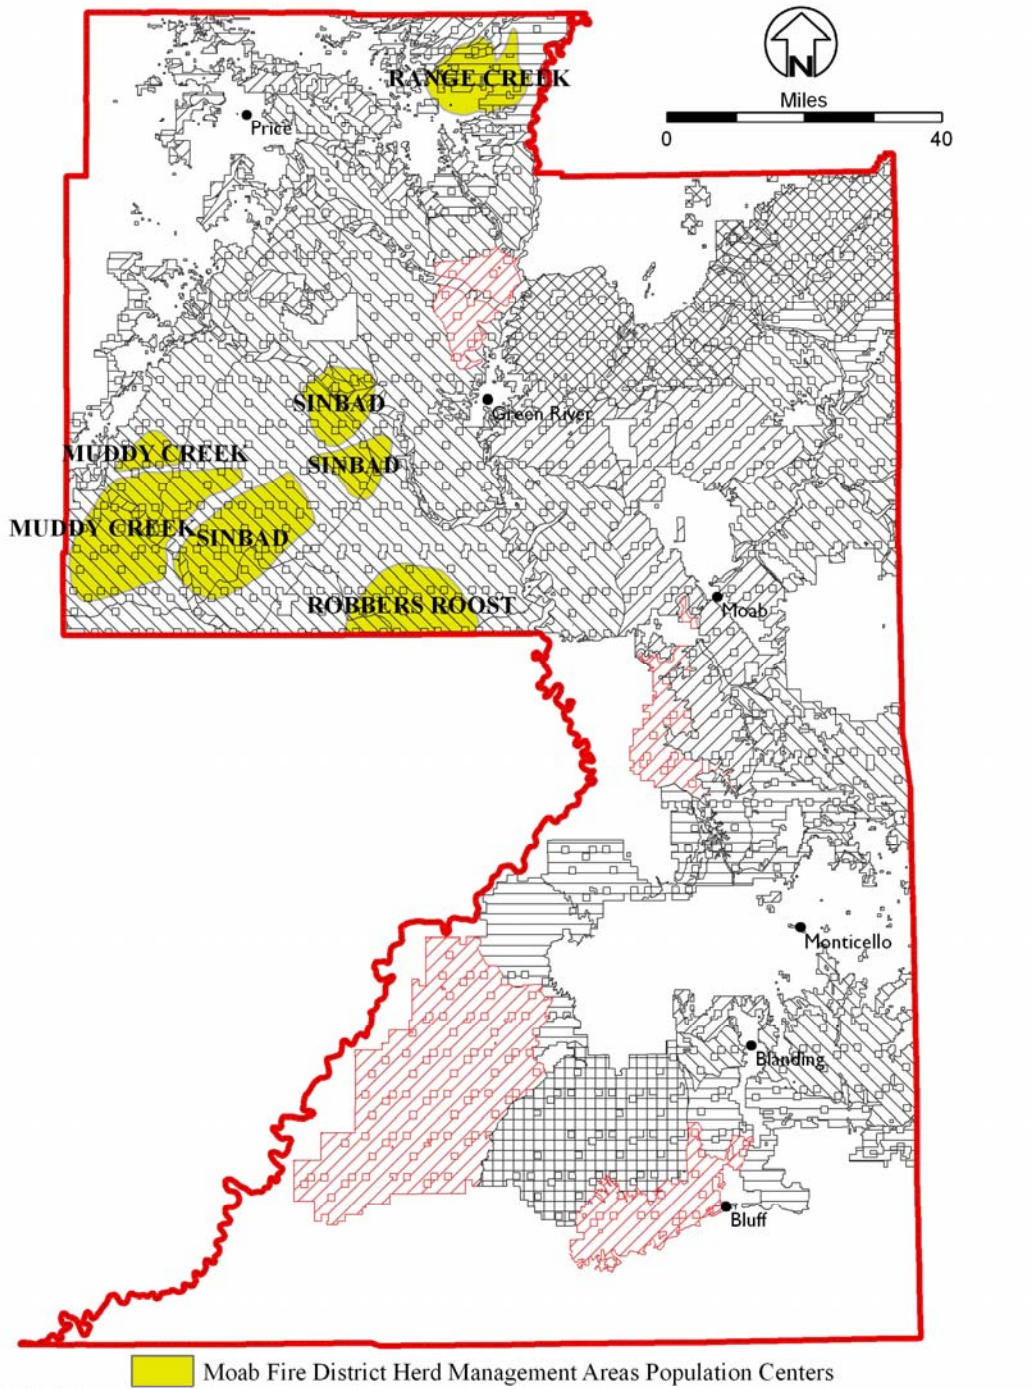 RANGE CREEK
N
Miles
0 40
Price
SINBAD
Green River
MUDDY CREEK
SINBAD
MUDDY CREEK
SINBAD
ROBBERS ROOST
Moab
Monticello
Blanding
Bluff
Moab Fire District Herd Management Areas Population Centers